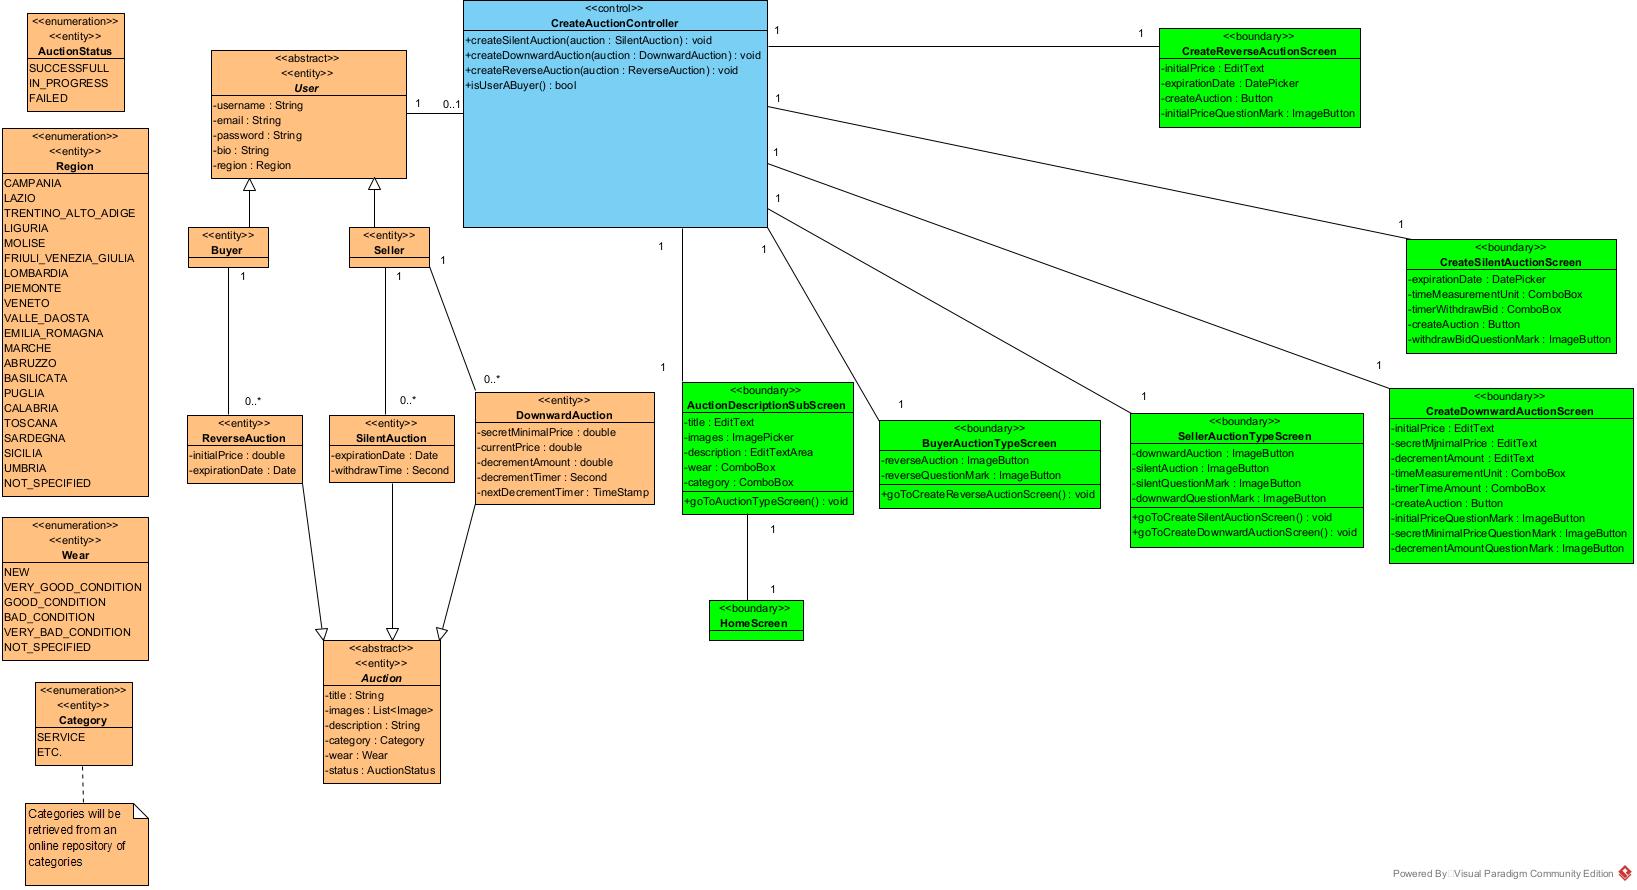 <<enumeration>>
<<entity>>
AuctionStatus
SUCCESSFULL
IN_PROGRESS
FAILED
<<enumeration>>
<<entity>>
Region
CAMPANIA
LAZIO
TRENTINO_ALTO_ADIGE
LIGURIA
MOLISE
FRIULI_VENEZIA_GIULIA
LOMBARDIA
PIEMONTE
VENETO
VALLE_DAOSTA
EMILIA_ROMAGNA
MARCHE
ABRUZZO
BASILICATA
PUGLIA
CALABRIA
TOSCANA
SARDEGNA
SICILIA
UMBRIA
NOT_SPECIFIED
<<enumeration>>
<<entity>>
Wear
NEW
VERY_GOOD_CONDITION
GOOD_CONDITION
BAD_CONDITION
VERY_BAD_CONDITION
NOT_SPECIFIED
<<enumeration>>
<<entity>>
Category
SERVICE
ETC.
Categories will be
retrieved from an
online repository of
categories
<<abstract>>
<<entity>>
User
-username : String
-email : String
-password : String
-bio : String
-region : Region
1
0..1
<<control>>
CreateAuctionController
+createSilentAuction(auction : SilentAuction) : void
+createDownwardAuction(auction : DownwardAuction) : void
+createReverseAuction(auction : ReverseAuction) : void
+isUserABuyer() : bool
1
1
1
1
1
1
1
1
<<boundary>>
CreateReverseAcutionScreen
-initialPrice : EditText
-expirationDate : DatePicker
-createAuction : Button
-initialPriceQuestionMark : ImageButton
<<entity>>
Buyer
<<entity>>
Seller
1
1
1
0..*
0..*
0..*
1
<<boundary>>
CreateSilentAuctionScreen
-expirationDate : DatePicker
-timeMeasurementUnit : ComboBox
-timerWithdrawBid : ComboBox
-createAuction : Button
-withdrawBidQuestionMark : ImageButton
<<entity>>
ReverseAuction
-initialPrice : double
-expirationDate : Date
<<entity>>
SilentAuction
-expirationDate : Date
-withdrawTime : Second
<<entity>>
DownwardAuction
-secretMinimalPrice : double
-currentPrice : double
-decrementAmount : double
-decrementTimer : Second
-nextDecrementTimer : TimeStamp
1
<<boundary>>
AuctionDescriptionSubScreen
-title : EditText
-images : ImagePicker
-description : EditTextArea
-wear : ComboBox
-category : ComboBox
+goToAuctionTypeScreen() : void
1
<<boundary>>
BuyerAuctionTypeScreen
-reverseAuction : ImageButton
-reverseQuestionMark : ImageButton
+goToCreateReverseAuctionScreen() : void
1
<<boundary>>
SellerAuctionTypeScreen
-downwardAuction : ImageButton
-silentAuction : ImageButton
-silentQuestionMark : ImageButton
-downwardQuestionMark : ImageButton
+goToCreateSilentAuctionScreen() : void
+goToCreateDownwardAuctionScreen() : void
1
<<boundary>>
CreateDownwardAuctionScreen
-initialPrice : EditText
-secretMjnimalPrice : EditText
-decrementAmount : EditText
-timeMeasurementUnit : ComboBox
-timerTimeAmount : ComboBox
-createAuction : Button
-initialPriceQuestionMark : ImageButton
-secretMinimalPriceQuestionMark : ImageButton
-decrementAmountQuestionMark : ImageButton
1
1
<<boundary>>
HomeScreen
<<abstract>>
<<entity>>
Auction
-title : String
-images : List<Image>
-description : String
-category : Category
-wear : Wear
-status : AuctionStatus
Powered By Visual Paradigm Community Edition